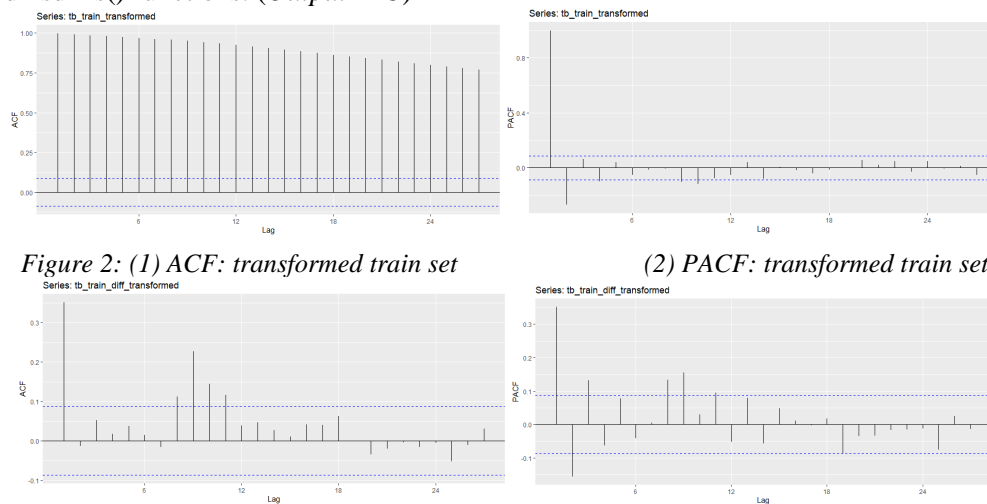 Series: tb_train_transformed
1.00
0.75
0.50
0.25
0.00
ACF
6 12 18 24
Lag
Series: tb_train_transformed
0.8
0.4
0.0
PACF
6 12 18 24
Lag
Figure 2: (1) ACF: transformed train set (2) PACF: transformed train set
Series: tb_train_diff_transformed
0.3
0.2
0.1
0.0
-0.1
ACF
6 12 18 24
Lag
Series: tb_train_diff_transformed
0.3
0.2
0.1
0.0
-0.1
PACF
6 12 18 24
Lag